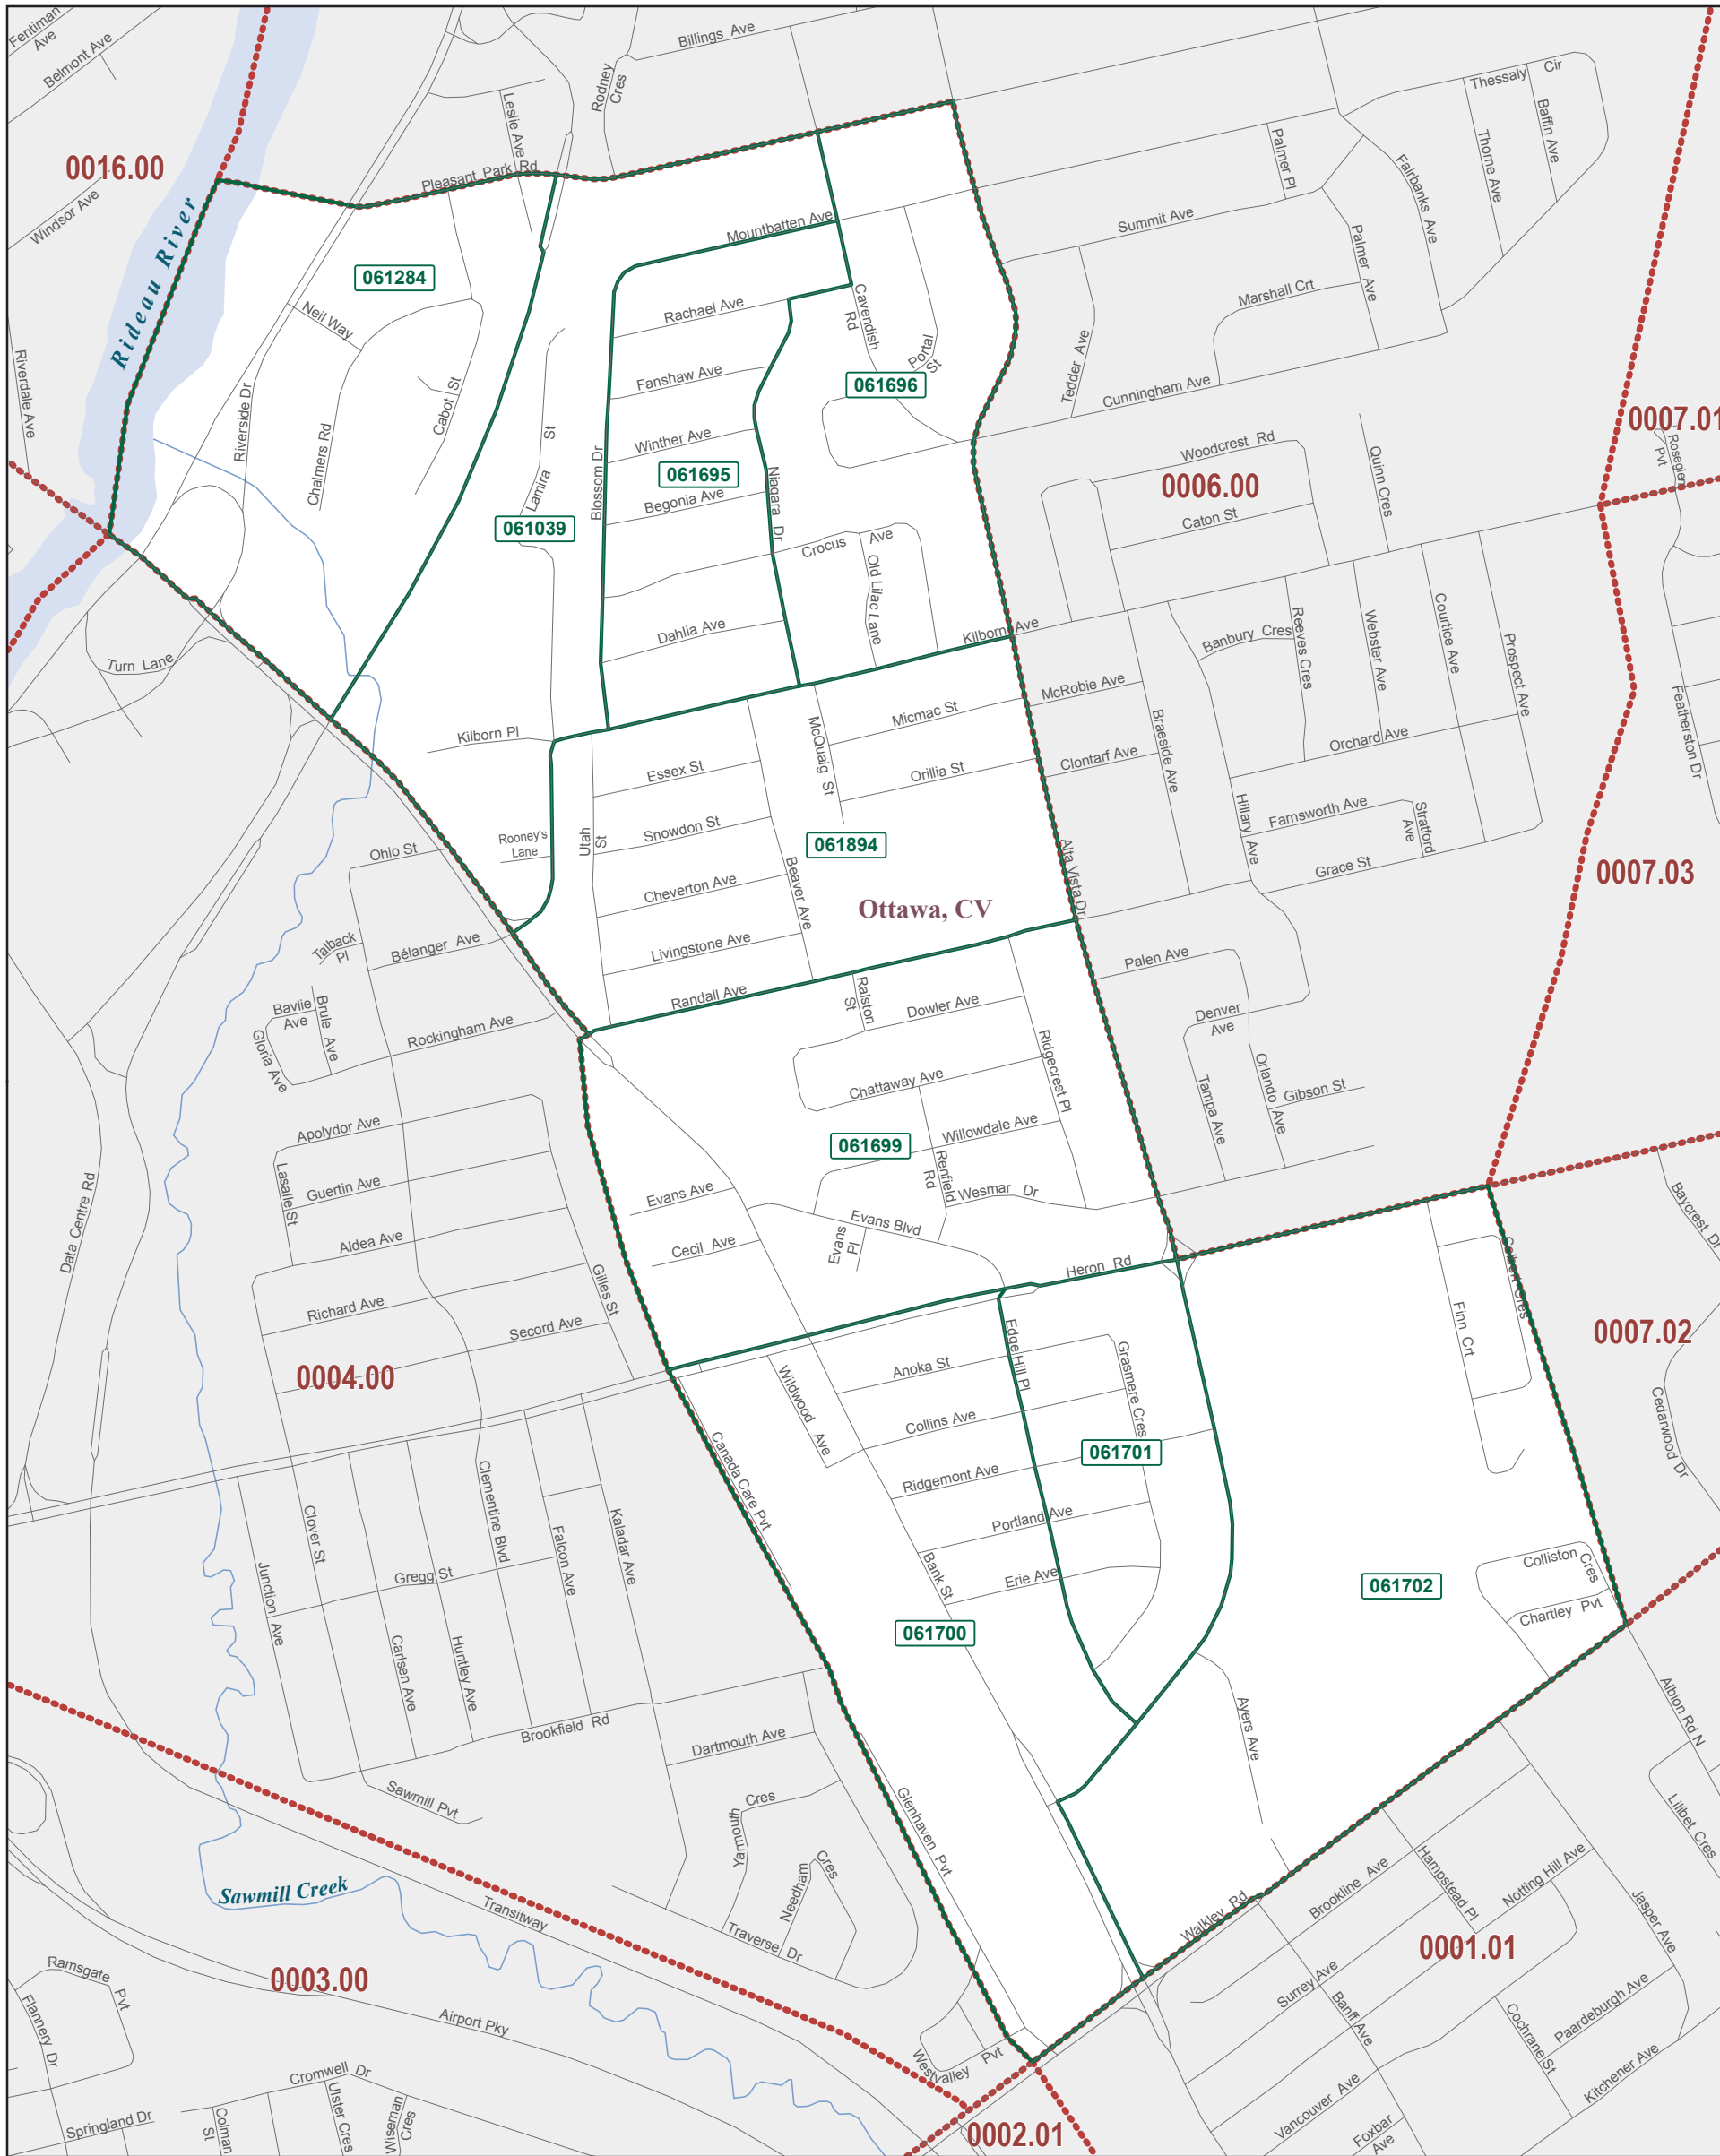 Fentiman
Ave
Belmont Ave
0016.00
Windsor Ave
Rideau River
Riverdale Ave
Billings Ave
Rodney
Cres
Leslie Ave
Pleasant Park Rd
Thessaly Cir
Baffin Ave
Thorne Ave
Fairbanks Ave
Palmer Pl
Summit Ave
Palmer Ave
Marshall Crt
Tedder Ave
Cunningham Ave
061284
Neil Way
Riverside Dr
Chalmers Rd
Cabot St
Mountbatten Ave
Rachael Ave
Cavendish
Rd
Portal
St
061696
Fanshaw Ave
Winther Ave
061695
Begonia Ave
Niagara Dr
Blossom Dr
Lamira St
061039
Crocus Ave
Old Lilac Lane
Dahlia Ave
Kilborn Ave
Woodcrest Rd
0006.00
Caton St
Quinn Cres
0007.01
Roseglen
Pvt
Turn Lane
Kilborn Pl
Banbury Cres
Reeves Cres
Webster Ave
Courtice Ave
Prospect Ave
McRobie Ave
Braeside Ave
Clontarf Ave
Orchard Ave
Featherston Dr
Micmac St
McQuaig St
Orillia St
Essex St
Snowdon St
Utah
St
Rooney's
Lane
Cheverton Ave
Beaver Ave
061894
Livingstone Ave
Ottawa, CV
Alta Vista Dr
Hillary Ave
Farnsworth Ave
Stratford
Ave
Grace St
0007.03
Ohio St
Talback
Pl
Bélanger Ave
Bavlie
Ave
Brule Ave
Gloria Ave
Rockingham Ave
Randall Ave
Ralston
St
Dowler Ave
Palen Ave
Denver
Ave
Orlando Ave
Tampa Ave
Gibson St
Chattaway Ave
Ridgecrest Pl
Willowdale Ave
061699
Renfield
Rd
Wesmar Dr
Apolydor Ave
Lasalle St
Guertin Ave
Aldea Ave
Richard Ave
Secord Ave
Gilles St
Data Centre Rd
0004.00
Evans Ave
Cecil Ave
Evans Blvd
Evans
Pl
Heron Rd
Baycrest Dr
Colbert Cres
Finn Crt
0007.02
Cedarwood Dr
Edge Hill Pl
Anoka St
Grasmere Cres
Wildwood Ave
Collins Ave
061701
Ridgemont Ave
Portland Ave
Erie Ave
Bank St
Canada Care Pvt
061700
061702
Colliston Cres
Chartley Pvt
Clover St
Clementine Blvd
Junction Ave
Gregg St
Falcon Ave
Kaladar Ave
Carlsen Ave
Huntley Ave
Brookfield Rd
Sawmill Pvt
Dartmouth Ave
Yarmouth Cres
Needham Cres
Traverse Dr
Glenhaven Pvt
Ayers Ave
Albion Rd N
Lilibet Cres
Sawmill Creek
Transitway
0003.00
Airport Pky
Ramsgate Pvt
Flannery Dr
Cromwell Dr
Springland Dr
Colman
St
Ulster Cres
Wiseman
Cres
Westvalley Pvt
0002.01
Walkley Rd
Brookline Ave
Hampstead Pl
Notting Hill Ave
0001.01
Jasper Ave
Surrey Ave
Banff Ave
Cochrane St
Paardeburgh Ave
Kitchener Ave
Vancouver Ave
Foxbar
Ave